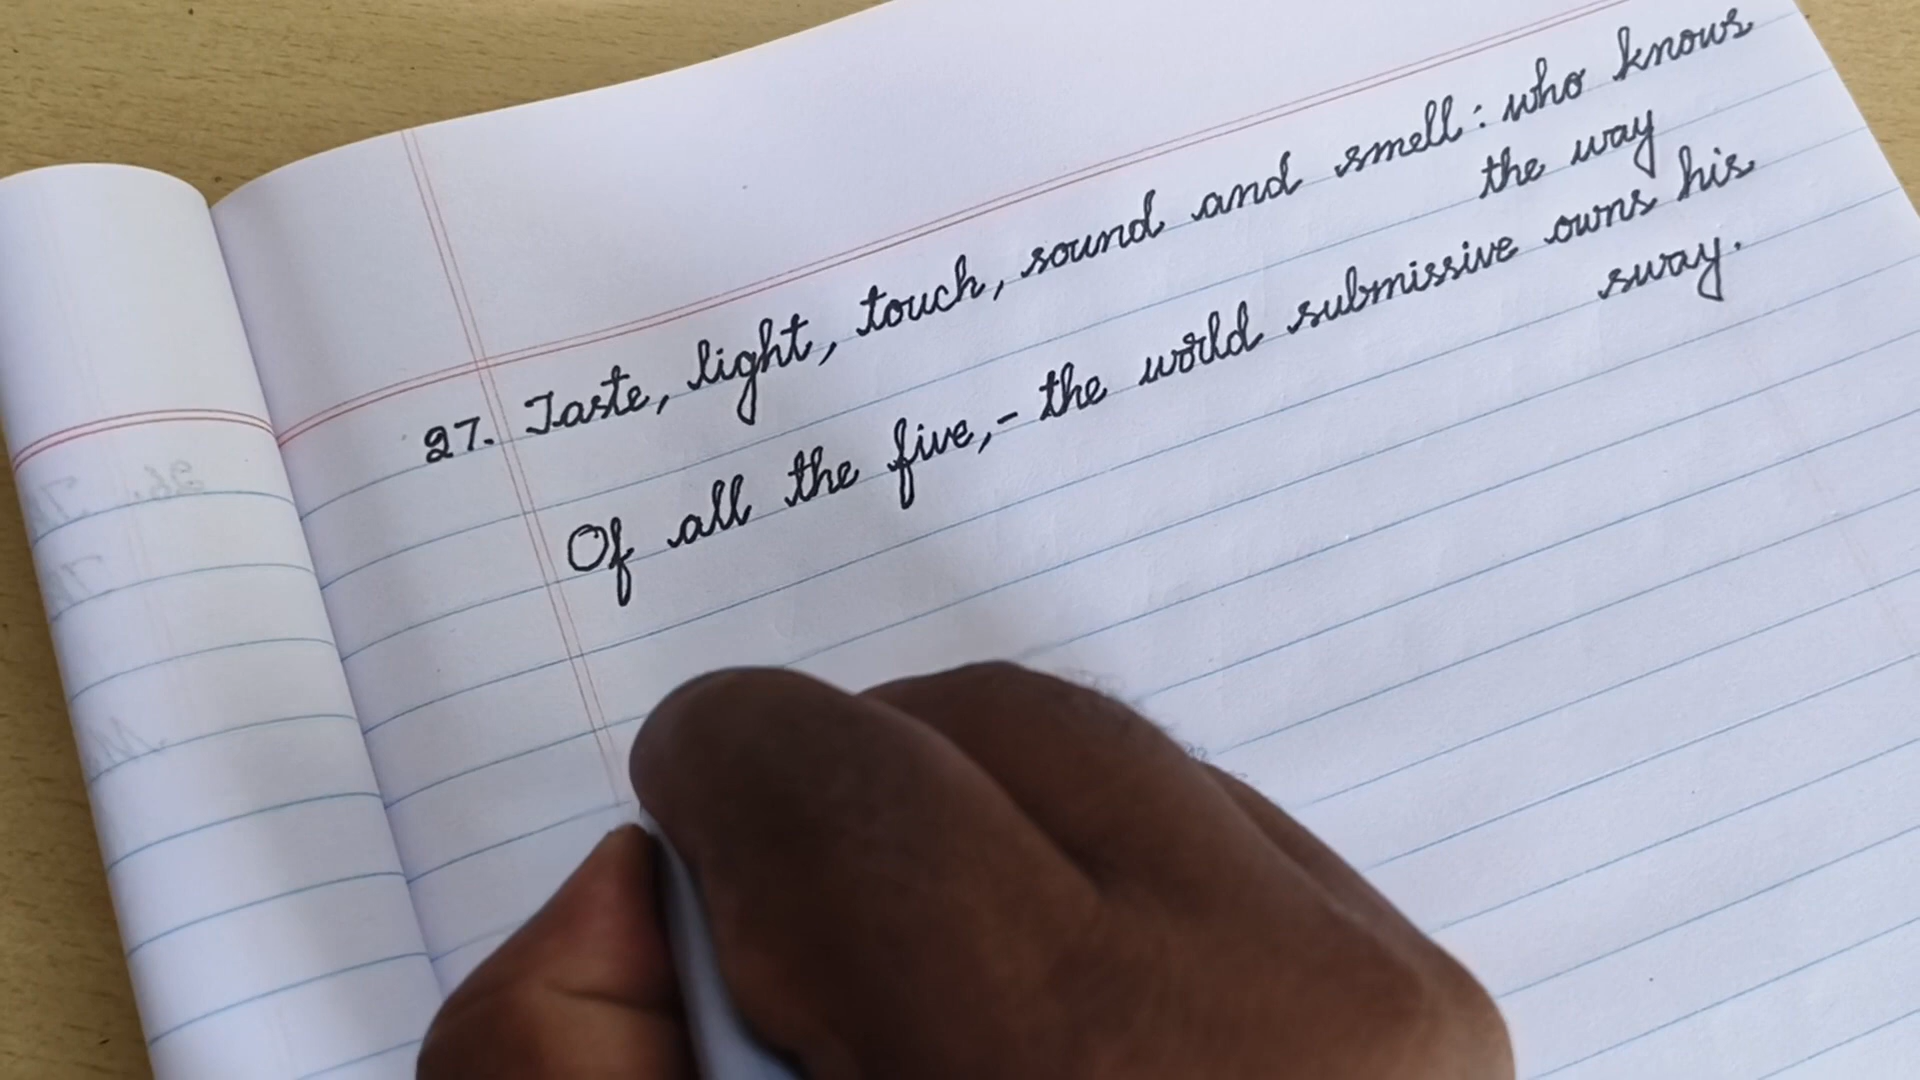 27. Taste, light, touch, sound and smell: who knows
the way
Of all the five,- the world submissive owns his
sway.
26.